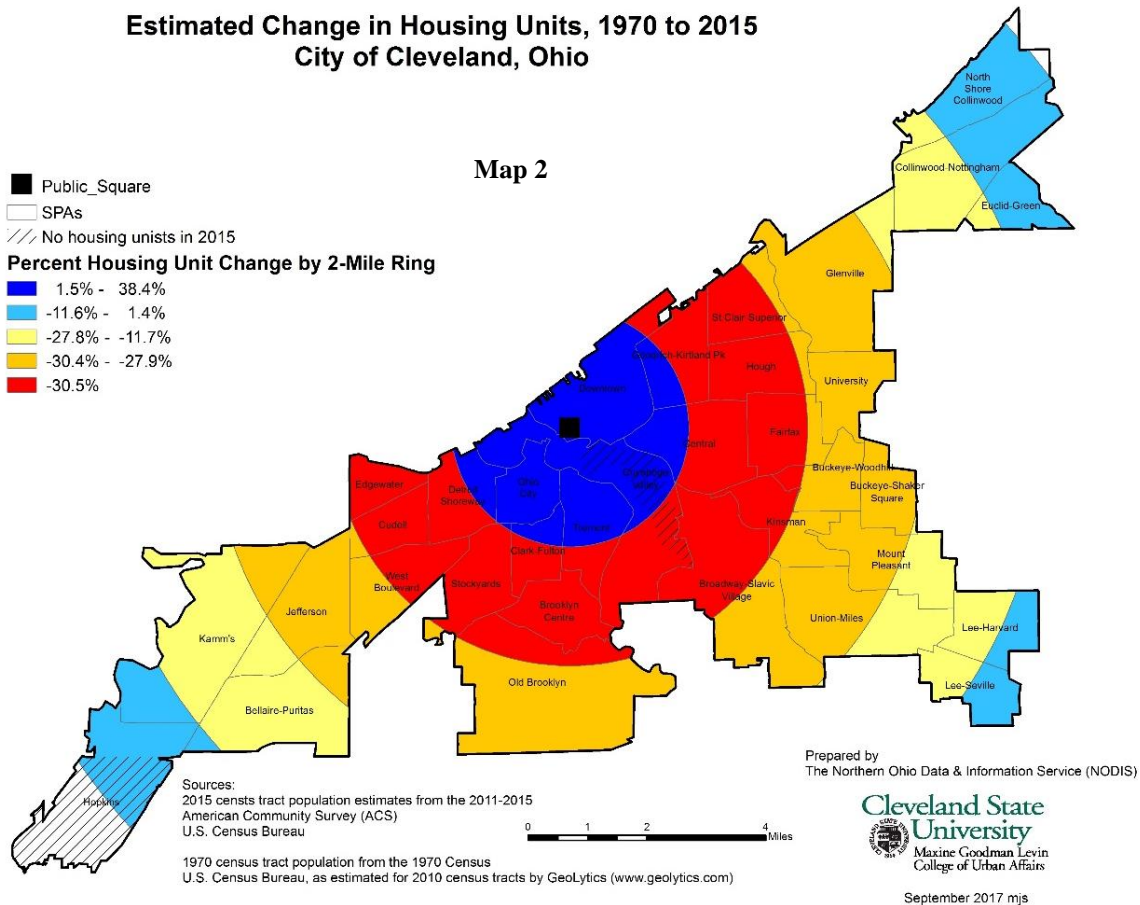 Estimated Change in Housing Units, 1970 to 2015
City of Cleveland, Ohio
Map 2
Public_Square
SPAs
No housing unists in 2015
Percent Housing Unit Change by 2-Mile Ring
1.5% - 38.4%
-11.6% - 1.4%
-27.8% - -11.7%
-30.4% - -27.9%
-30.5%
North
Shore
Collinwood
Collinwood-Nottingham
Euclid-Green
Glenville
St.Clair-Superior
Goodrich-Kirtland Pk
Hough
Downtown
University
Central
Fairfax
Buckeye-Woodhill
Buckeye-Shaker
Square
Cuyahoga
Valley
Ohio
City
Tremont
Edgewater
Detroit
Shoreway
Cudell
Kinsman
Mount
Pleasant
Clark-Fulton
West
Boulevard
Stockyards
Broadway-Slavic
Village
Brooklyn
Centre
Jefferson
Union-Miles
Lee-Harvard
Kamm's
Lee-Seville
Old Brooklyn
Bellaire-Puritas
Hopkins
Sources:
2015 censts tract population estimates from the 2011-2015
American Community Survey (ACS)
U.S. Census Bureau
1970 census tract population from the 1970 Census
U.S. Census Bureau, as estimated for 2010 census tracts by GeoLytics (www.geolytics.com)
0 1 2 4
Miles
Prepared by
The Northern Ohio Data & Information Service (NODIS)
Cleveland State
University
Maxine Goodman Levin
College of Urban Affairs
September 2017 mjs